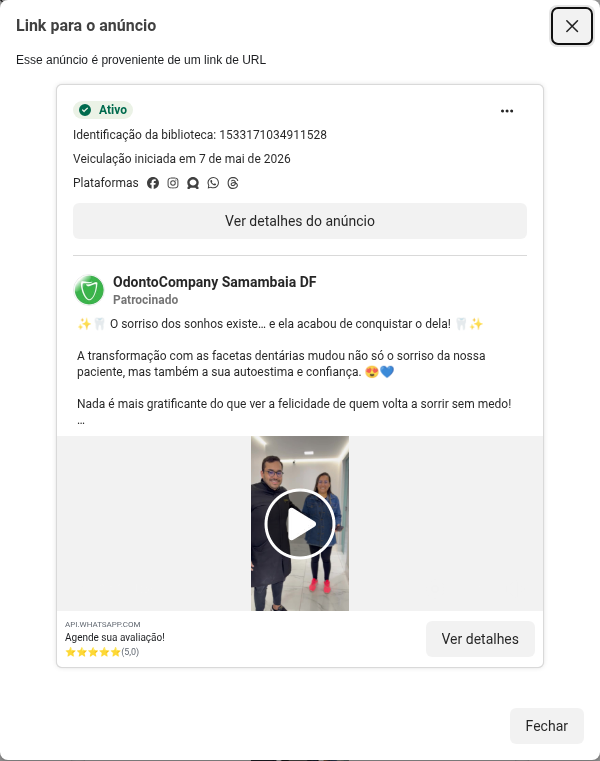 Link para o anúncio
Esse anúncio é proveniente de um link de URL
Ativo
Identificação da biblioteca: 1533171034911528
Veiculação iniciada em 7 de mai de 2026
Plataformas
Ver detalhes do anúncio
OdontoCompany Samambaia DF
Patrocinado
✨🦷 O sorriso dos sonhos existe… e ela acabou de conquistar o dela! 🦷✨
A transformação com as facetas dentárias mudou não só o sorriso da nossa
paciente, mas também a sua autoestima e confiança. 😍💙
Nada é mais gratificante do que ver a felicidade de quem volta a sorrir sem medo!
…
API.WHATSAPP.COM
Agende sua avaliação!
⭐⭐⭐⭐⭐(5,0)
Ver detalhes
Fechar